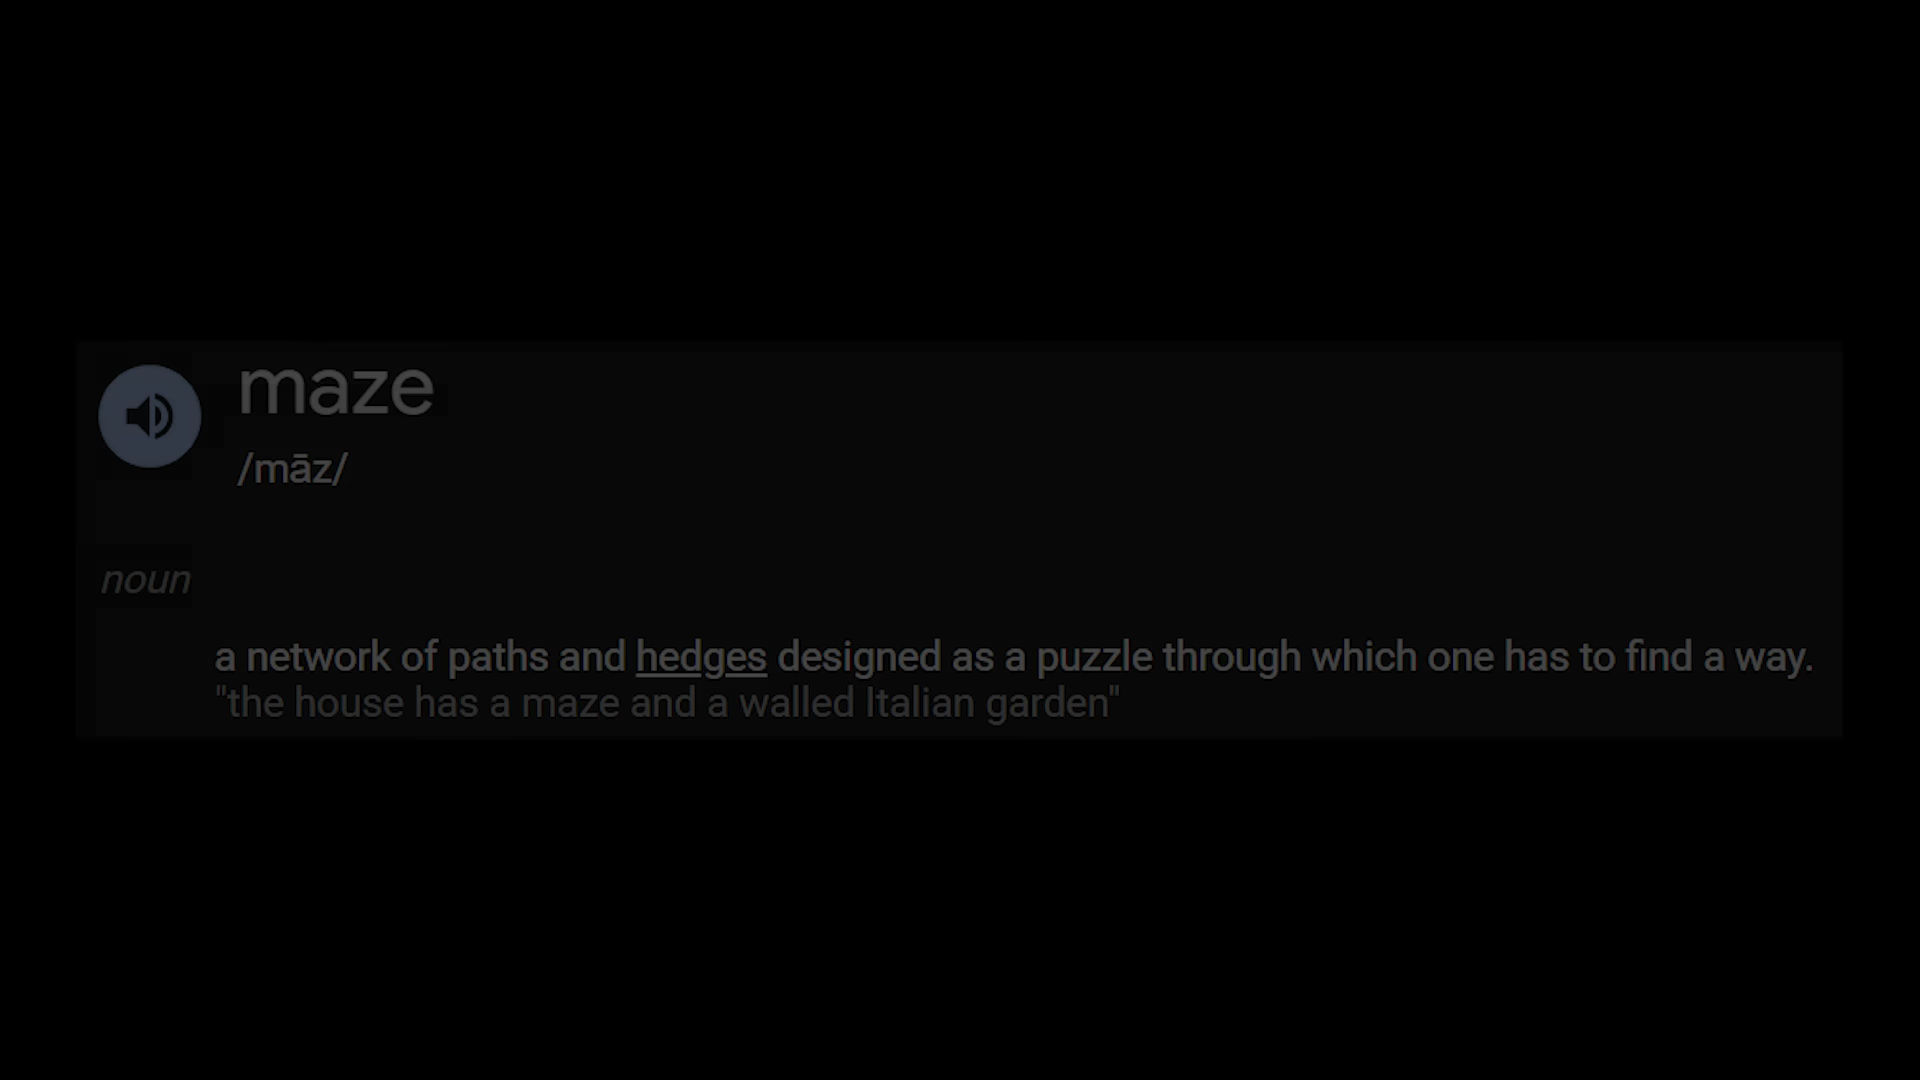 maze
/māz/
noun
a network of paths and hedges designed as a puzzle through which one has to find a way.
"the house has a maze and a walled Italian garden"